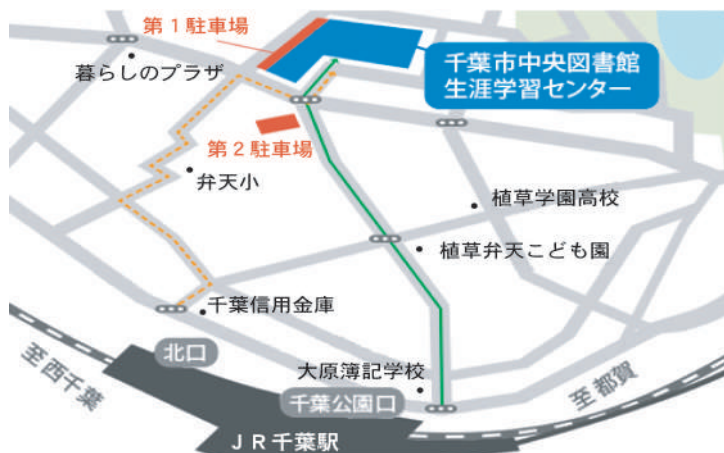 第1駐車場
暮らしのプラザ
千葉市中央図書館
生涯学習センター
第2駐車場
弁天小
植草学園高校
植草弁天こども園
千葉信用金庫
北口
至西千葉
大原簿記学校
至都賀
千葉公園口
JR千葉駅